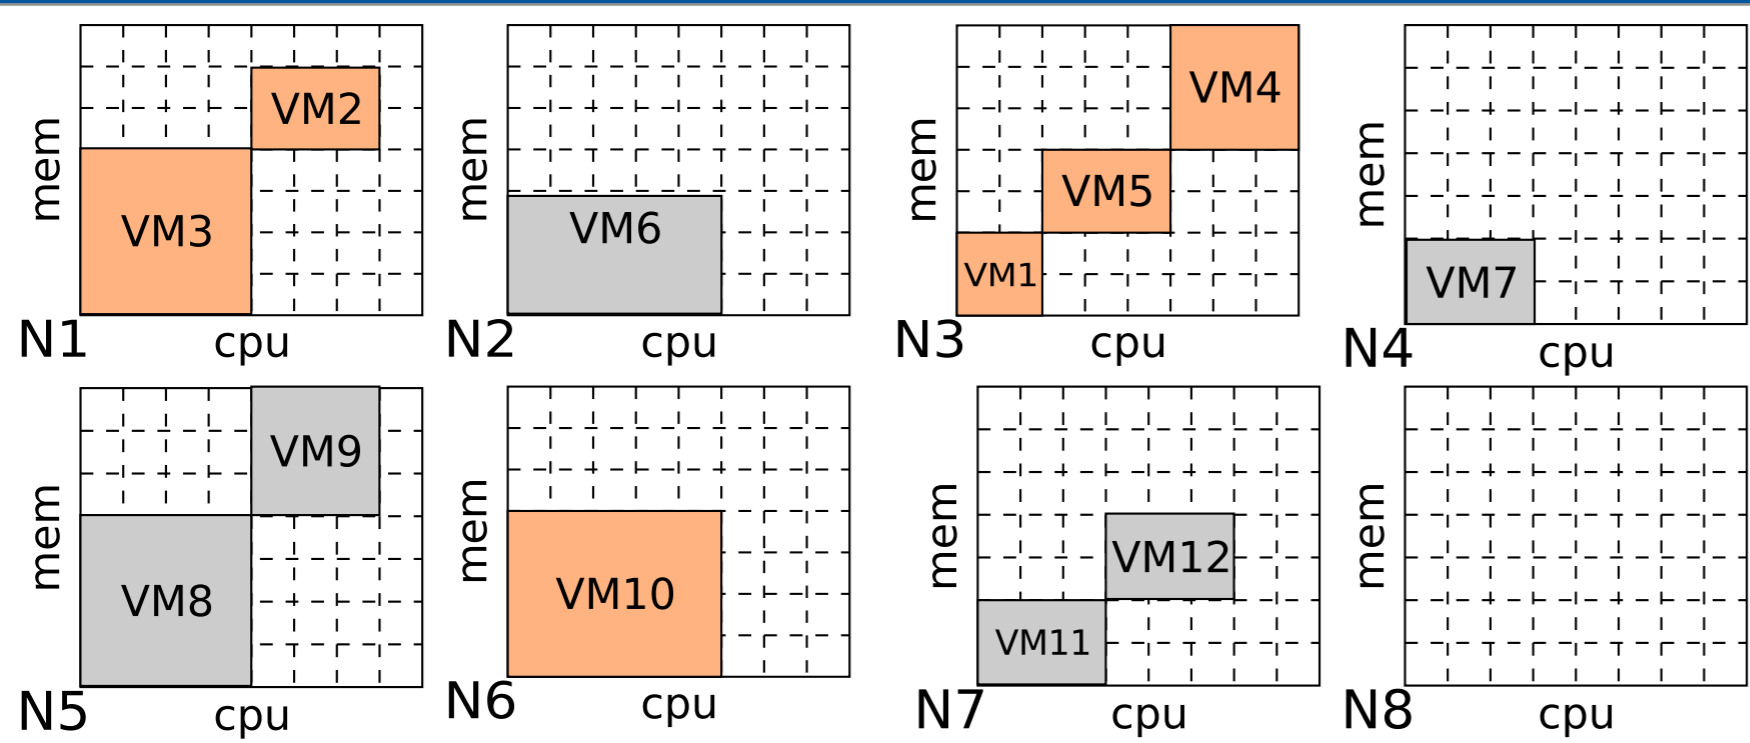 VM2
VM3
mem
N1
cpu
VM6
mem
N2
cpu
VM4
VM5
VM1
mem
N3
cpu
VM7
mem
N4
cpu
VM9
VM8
mem
N5
cpu
VM10
mem
N6
cpu
VM12
VM11
mem
N7
cpu
mem
N8
cpu